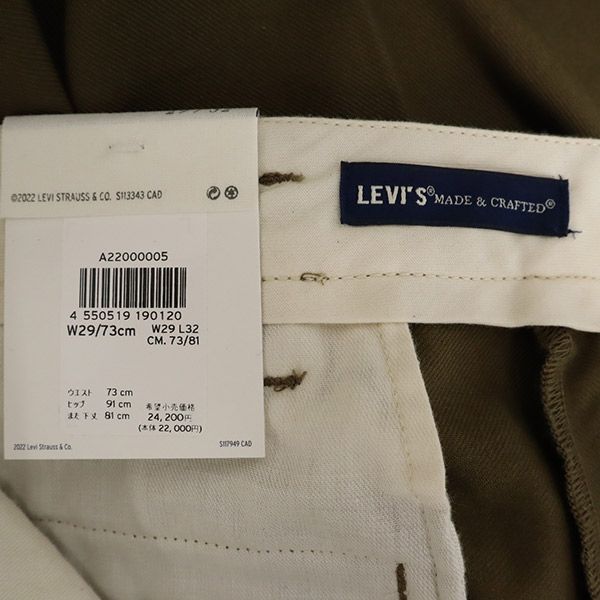 ©2022 LEVI STRAUSS & CO. S113343 CAD
LEVI'S® MADE & CRAFTED®
A22000005
4 550519 190120
W29/73cm W29 L32
CM. 73/81
ウエスト 73 cm
ヒップ 91 cm 希望小売価格
また下丈 81 cm 24,200円
(本体 22,000円)
2022 Levi Strauss & Co. S117949 CAD